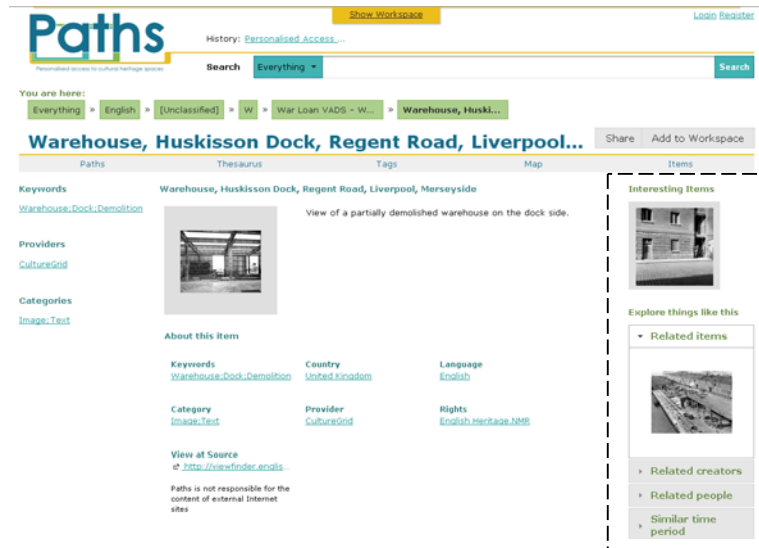 Show Workspace
Login Register
Paths
Personalised access to cultural heritage spaces
History: Personalised Access ...
Search Everything Search
You are here:
Everything » English » [Unclassified] » W » War Loan VADS – W... » Warehouse, Huski...
Warehouse, Huskisson Dock, Regent Road, Liverpool...
Share Add to Workspace
Paths Thesaurus Tags Map Items
Keywords
Warehouse;Dock;Demolition
Providers
CultureGrid
Categories
Image;Text
Warehouse, Huskisson Dock, Regent Road, Liverpool, Merseyside
View of a partially demolished warehouse on the dock side.
About this item
Keywords Country Language
Warehouse;Dock;Demolition United Kingdom English
Category Provider Rights
Image;Text CultureGrid English Heritage.NMR
View at Source
http://viewfinder.englis...
Paths is not responsible for the
content of external Internet
sites
Interesting Items
Explore things like this
Related items
Related creators
Related people
Similar time
period